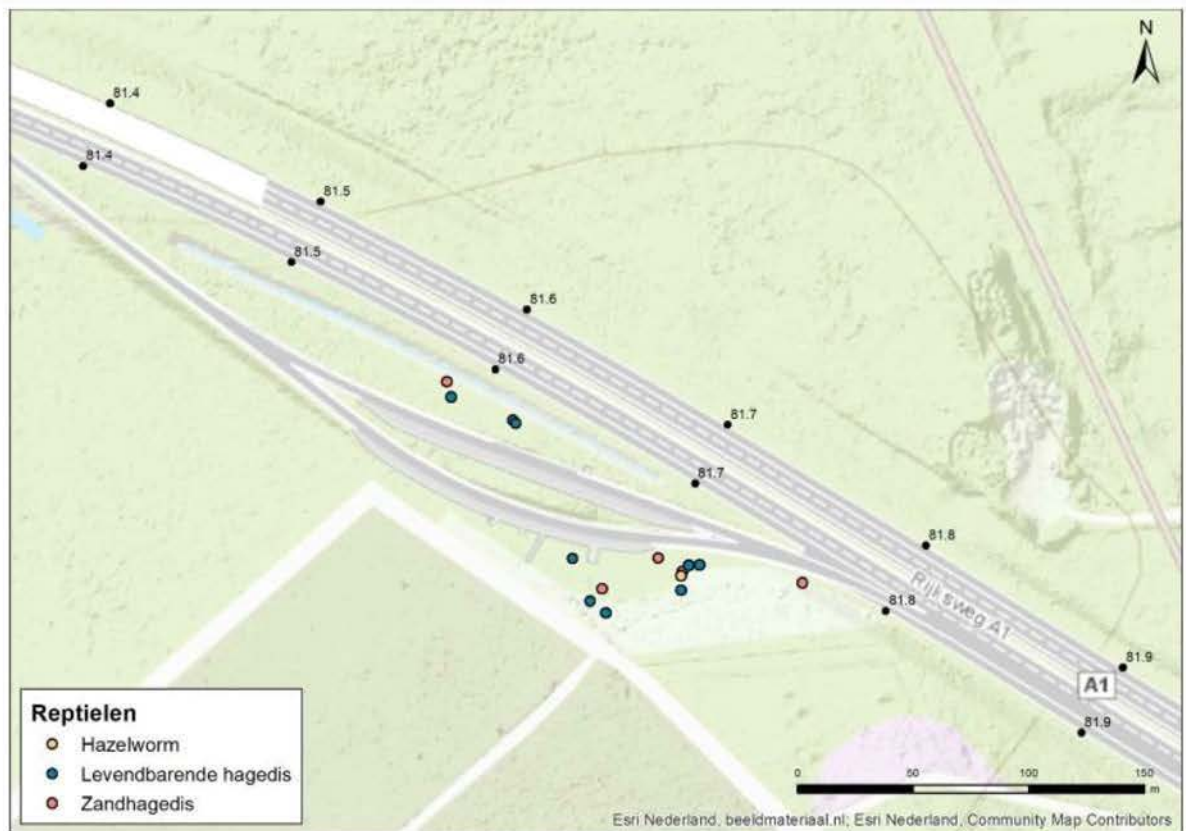 N
81.4
81.4
81.5
81.5
81.6
81.6
81.7
81.7
81.8
81.8
Rijksweg A1
81.9
A1
81.9
Reptielen
Hazelworm
Levendbarende hagedis
Zandhagedis
0 50 100 150
m
Esri Nederland, beeldmateriaal.nl; Esri Nederland, Community Map Contributors